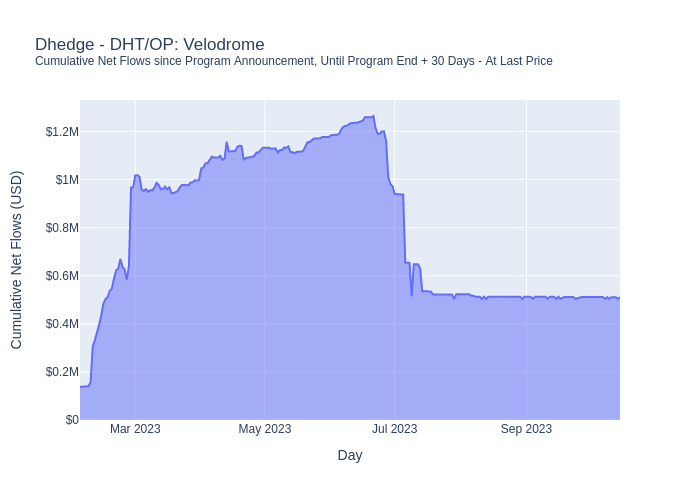 Dhedge - DHT/OP: Velodrome
Cumulative Net Flows since Program Announcement, Until Program End + 30 Days - At Last Price
Cumulative Net Flows (USD)
$1.2M
$1M
$0.8M
$0.6M
$0.4M
$0.2M
$0
Mar 2023 May 2023 Jul 2023 Sep 2023
Day